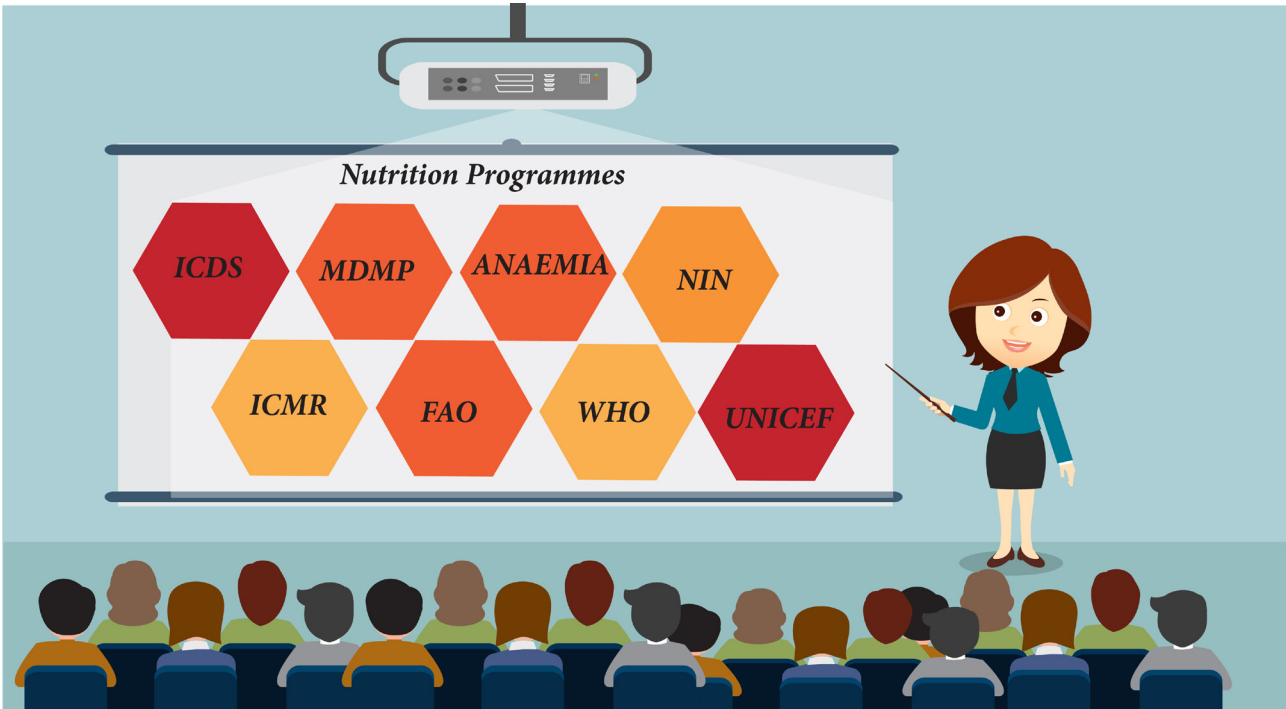 Nutrition Programmes
ICDS
MDMP
ANAEMIA
NIN
ICMR
FAO
WHO
UNICEF